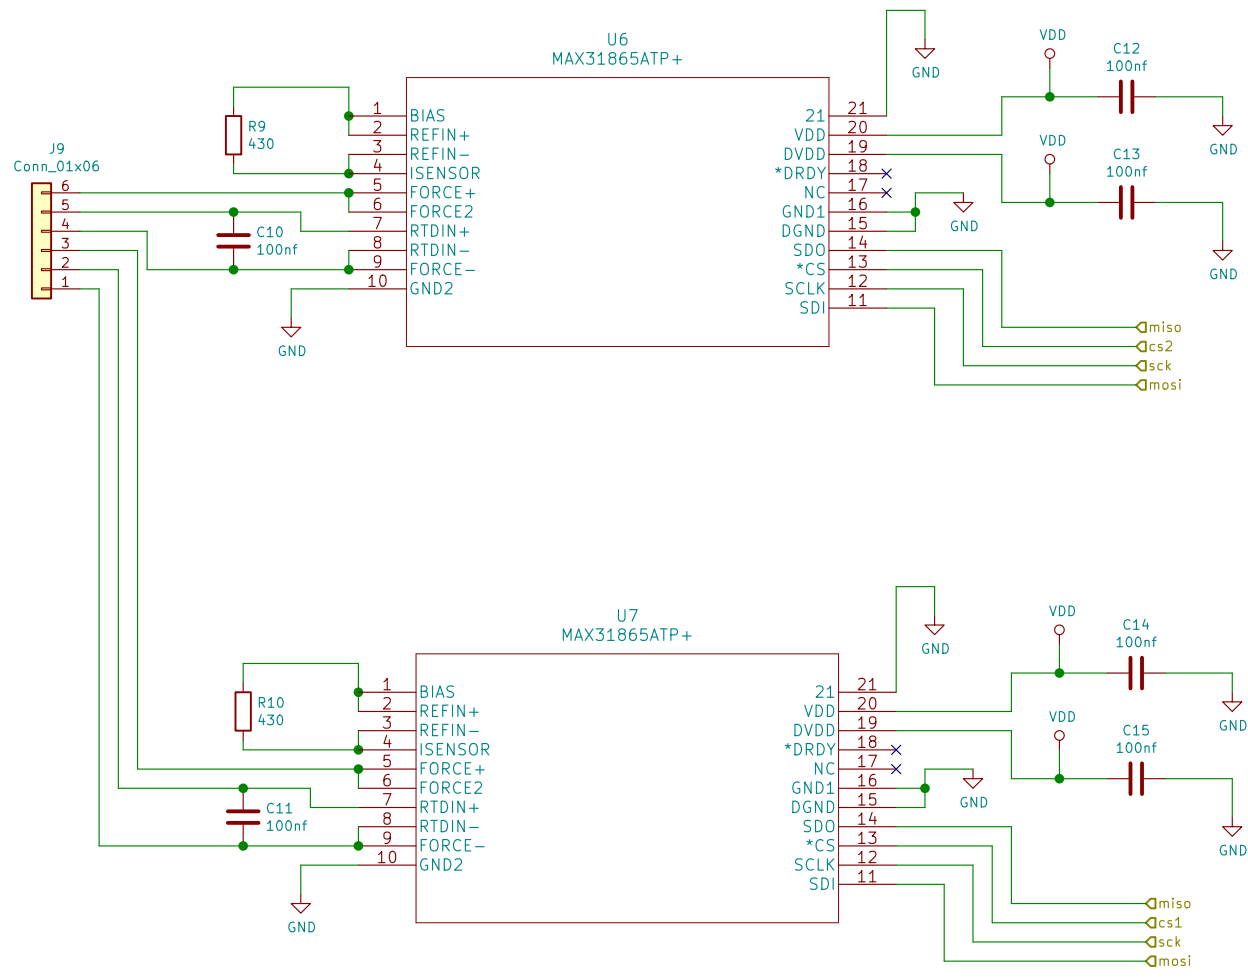 U6
MAX31865ATP+
GND
VDD
C12
100nf
GND
R9
430
1 BIAS
2 REFIN+
3 REFIN-
4 ISENSOR
5 FORCE+
6 FORCE2
7 RTDIN+
8 RTDIN-
9 FORCE-
10 GND2
21 21
VDD 20
DVDD 19
*DRDY 18
NC 17
GND1 16
DGND 15
SDO 14
*CS 13
SCLK 12
SDI 11
VDD
C13
100nf
GND
GND
J9
Conn_01x06
6
5
4
3
2
1
C10
100nf
GND
miso
cs2
sck
mosi
U7
MAX31865ATP+
GND
VDD
C14
100nf
GND
R10
430
1 BIAS
2 REFIN+
3 REFIN-
4 ISENSOR
5 FORCE+
6 FORCE2
7 RTDIN+
8 RTDIN-
9 FORCE-
10 GND2
21 21
VDD 20
DVDD 19
*DRDY 18
NC 17
GND1 16
DGND 15
SDO 14
*CS 13
SCLK 12
SDI 11
VDD
C15
100nf
GND
GND
C11
100nf
GND
miso
cs1
sck
mosi